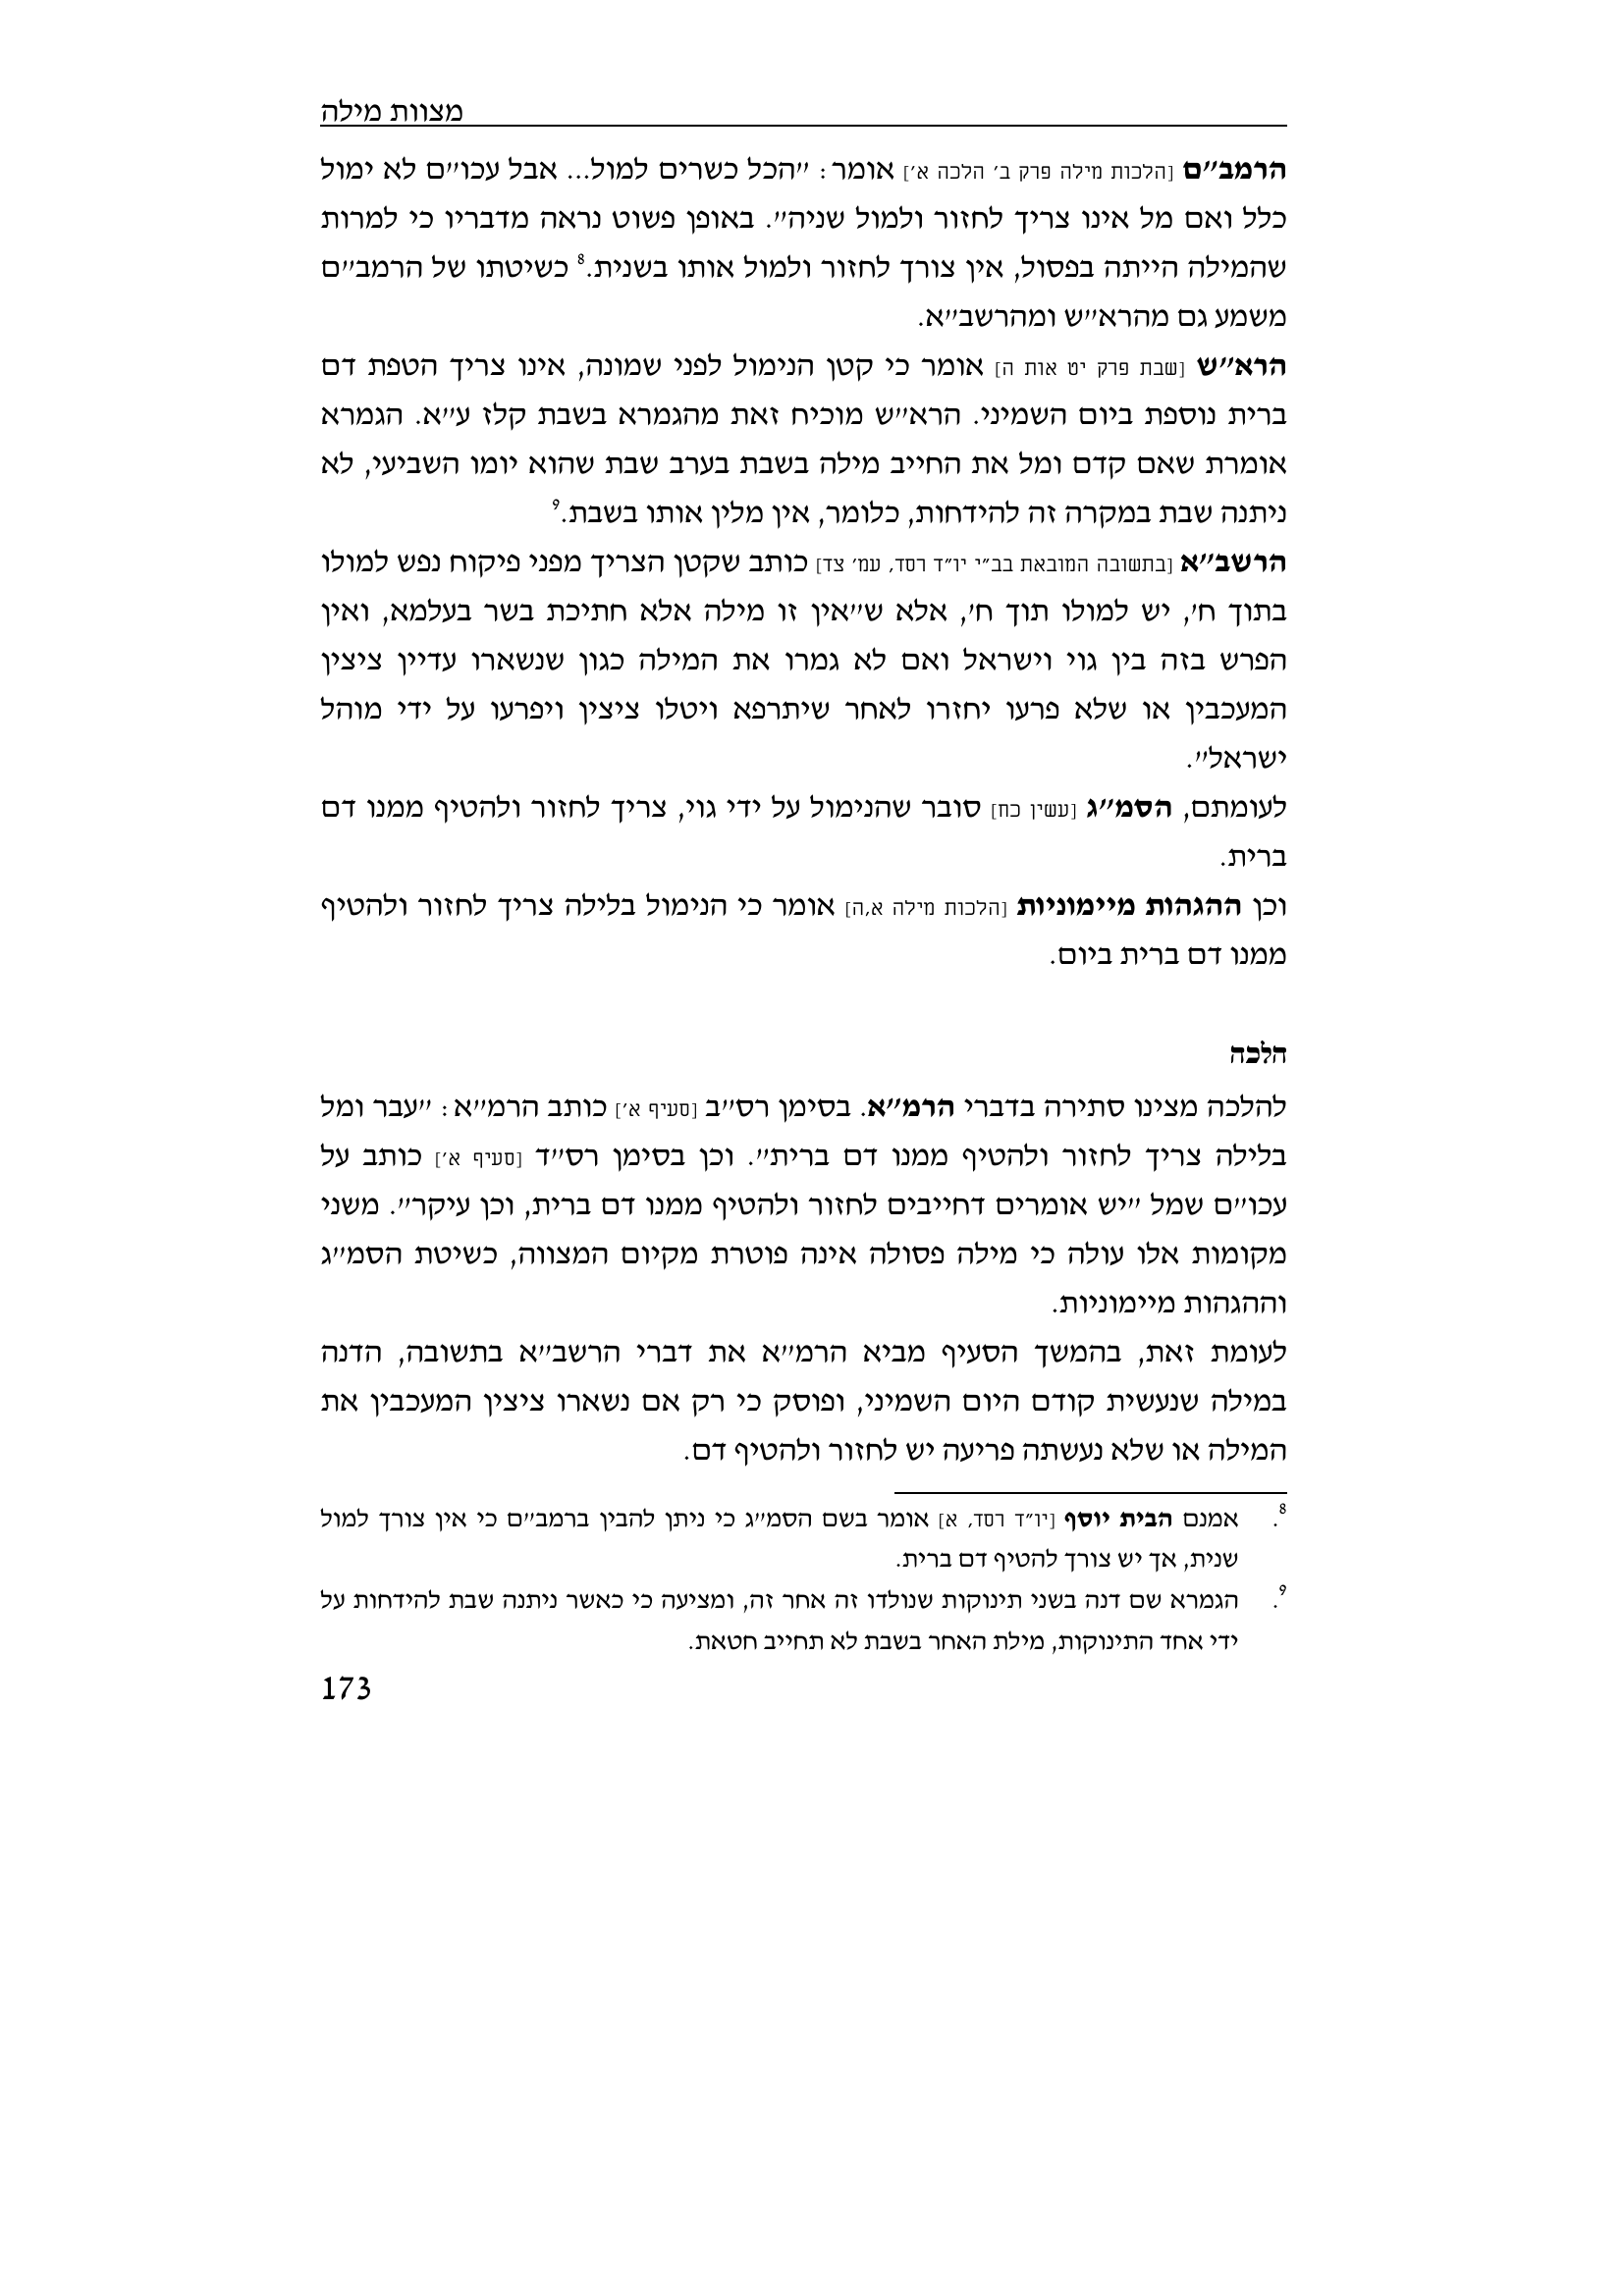 מצוות מילה
הרמב״ם [הלכות מילה פרק ב׳ הלכה א׳] אומר: ״הכל כשרים למול... אבל עכו״ם לא ימול
כלל ואם מל אינו צריך לחזור ולמול שניה״. באופן פשוט נראה מדבריו כי למרות
שהמילה הייתה בפסול, אין צורך לחזור ולמול אותו בשנית.8 כשיטתו של הרמב״ם
משמע גם מהרא״ש ומהרשב״א.
הרא״ש [שבת פרק יט אות ה] אומר כי קטן הנימול לפני שמונה, אינו צריך הטפת דם
ברית נוספת ביום השמיני. הרא״ש מוכיח זאת מהגמרא בשבת קלז ע״א. הגמרא
אומרת שאם קדם ומל את החייב מילה בשבת בערב שבת שהוא יומו השביעי, לא
ניתנה שבת במקרה זה להידחות, כלומר, אין מלין אותו בשבת.9
הרשב״א [בתשובה המובאת בב״י יו״ד רסד, עמ׳ צד] כותב שקטן הצריך מפני פיקוח נפש למולו
בתוך ח׳, יש למולו תוך ח׳, אלא ש״אין זו מילה אלא חתיכת בשר בעלמא, ואין
הפרש בזה בין גוי וישראל ואם לא גמרו את המילה כגון שנשארו עדיין ציצין
המעכבין או שלא פרעו יחזרו לאחר שיתרפא ויטלו ציצין ויפרעו על ידי מוהל
ישראל״.
לעומתם, הסמ״ג [עשין כח] סובר שהנימול על ידי גוי, צריך לחזור ולהטיף ממנו דם
ברית.
וכן ההגהות מיימוניות [הלכות מילה א,ה] אומר כי הנימול בלילה צריך לחזור ולהטיף
ממנו דם ברית ביום.
הלכה
להלכה מצינו סתירה בדברי הרמ״א. בסימן רס״ב [סעיף א׳] כותב הרמ״א: ״עבר ומל
בלילה צריך לחזור ולהטיף ממנו דם ברית״. וכן בסימן רס״ד [סעיף א׳] כותב על
עכו״ם שמל ״יש אומרים דחייבים לחזור ולהטיף ממנו דם ברית, וכן עיקר״. משני
מקומות אלו עולה כי מילה פסולה אינה פוטרת מקיום המצווה, כשיטת הסמ״ג
וההגהות מיימוניות.
לעומת זאת, בהמשך הסעיף מביא הרמ״א את דברי הרשב״א בתשובה, הדנה
במילה שנעשית קודם היום השמיני, ופוסק כי רק אם נשארו ציצין המעכבין את
המילה או שלא נעשתה פריעה יש לחזור ולהטיף דם.
8. אמנם הבית יוסף [יו״ד רסד, א] אומר בשם הסמ״ג כי ניתן להבין ברמב״ם כי אין צורך למול
שנית, אך יש צורך להטיף דם ברית.
9. הגמרא שם דנה בשני תינוקות שנולדו זה אחר זה, ומציעה כי כאשר ניתנה שבת להידחות על
ידי אחד התינוקות, מילת האחר בשבת לא תחייב חטאת.
173